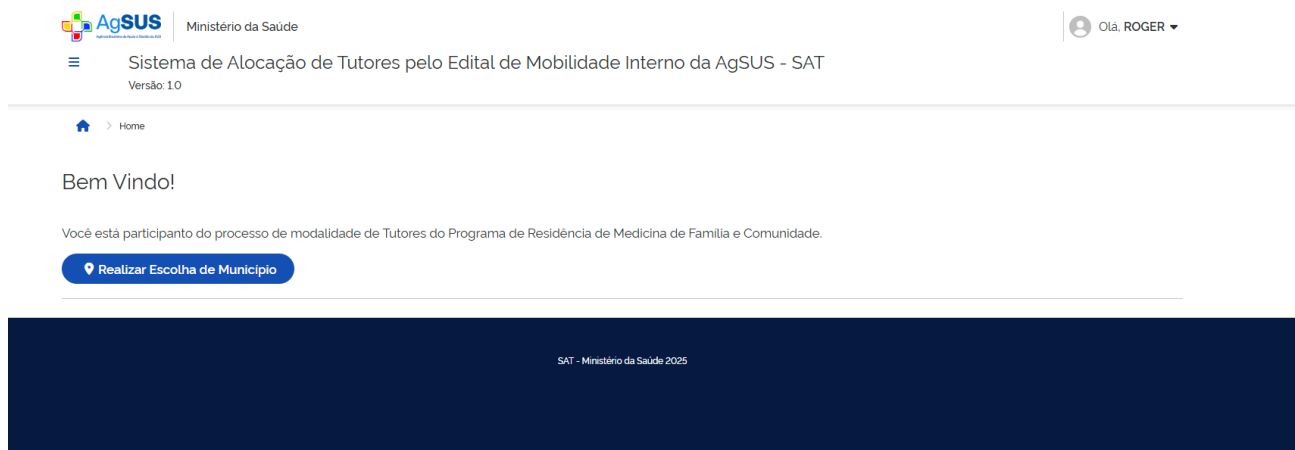 AgSUS
Ministério da Saúde
Olá, ROGER
Sistema de Alocação de Tutores pelo Edital de Mobilidade Interno da AgSUS - SAT
Versão: 1.0
Home
Bem Vindo!
Você está participanto do processo de modalidade de Tutores do Programa de Residência de Medicina de Família e Comunidade.
Realizar Escolha de Município
SAT - Ministério da Saúde 2025